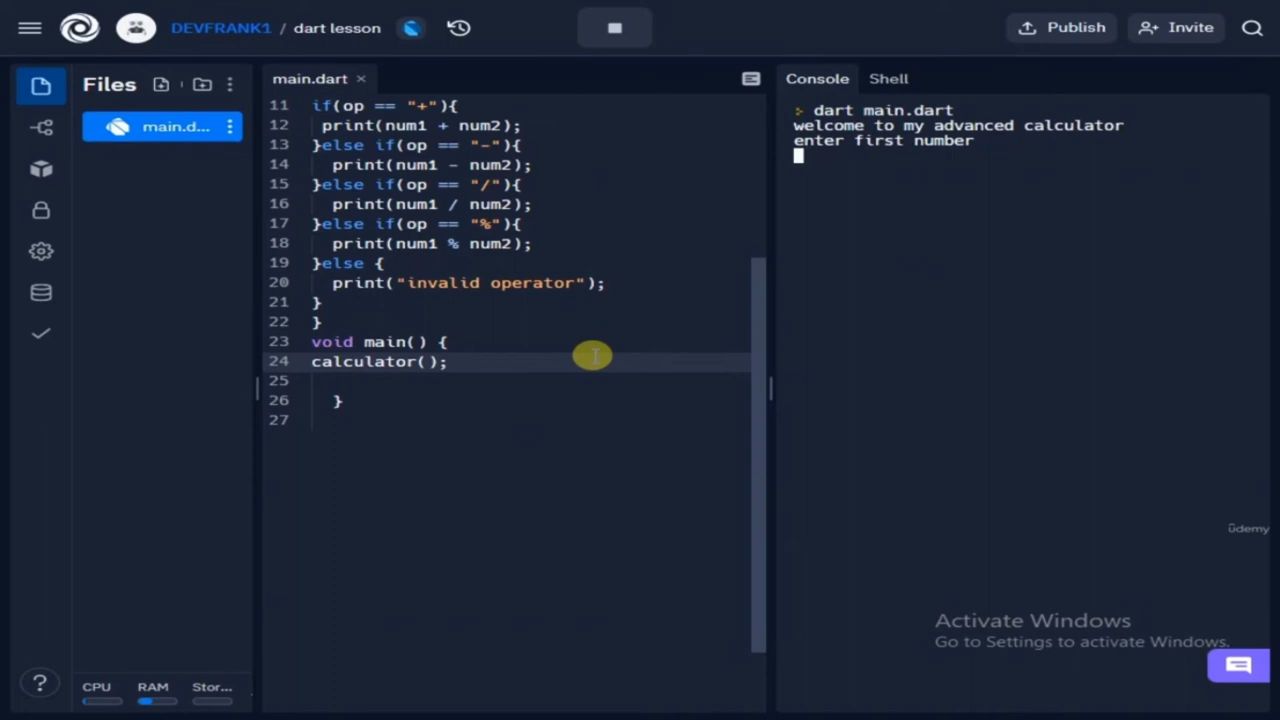 DEVFRANK1 / dart lesson
Publish
Invite
Files
main.d...
main.dart ×
11 if(op == "+"){
12 print(num1 + num2);
13 }else if(op == "-"){
14 print(num1 - num2);
15 }else if(op == "/"){
16 print(num1 / num2);
17 }else if(op == "%"){
18 print(num1 % num2);
19 }else {
20 print("invalid operator");
21 }
22 }
23 void main() {
24 calculator();
25
26 }
27
Console Shell
dart main.dart
welcome to my advanced calculator
enter first number
ûdemy
Activate Windows
Go to Settings to activate Windows.
?
CPU RAM Stor...